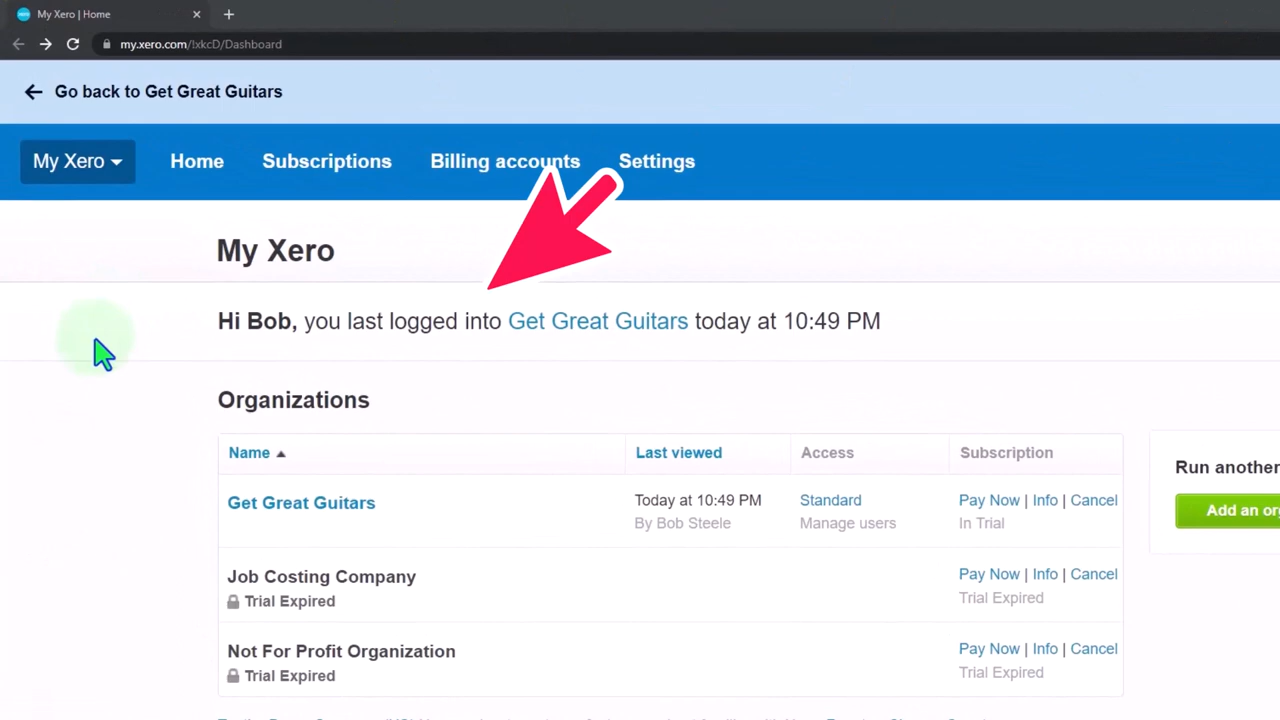 My Xero | Home
my.xero.com/!xkcD/Dashboard
Go back to Get Great Guitars
My Xero Home Subscriptions Billing accounts Settings
My Xero
Hi Bob, you last logged into Get Great Guitars today at 10:49 PM
Organizations
Name Last viewed Access Subscription
Get Great Guitars Today at 10:49 PM Standard Pay Now | Info | Cancel
By Bob Steele Manage users In Trial
Job Costing Company Pay Now | Info | Cancel
Trial Expired Trial Expired
Not For Profit Organization Pay Now | Info | Cancel
Trial Expired Trial Expired
Run another
Add an